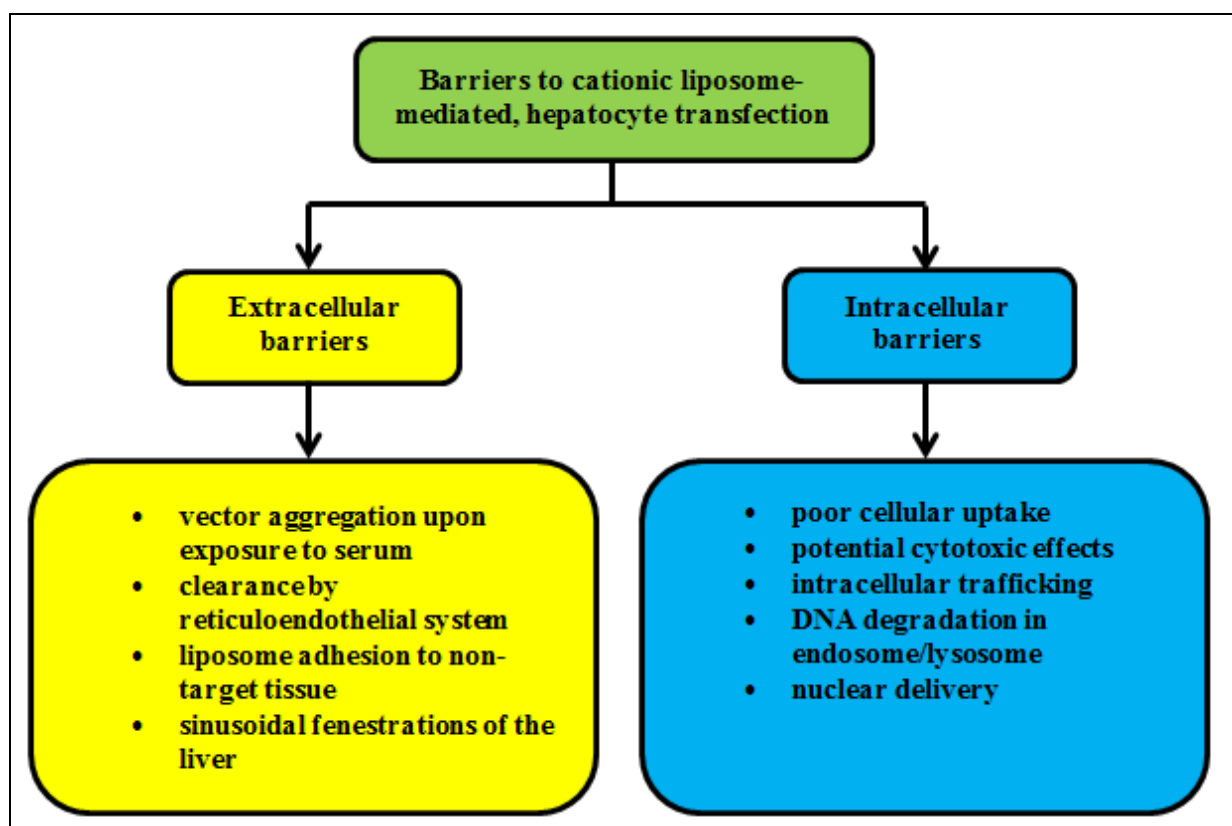 Barriers to cationic liposome-
mediated, hepatocyte transfection
Extracellular
barriers
Intracellular
barriers
• vector aggregation upon
exposure to serum
• clearance by
reticuloendothelial system
• liposome adhesion to non-
target tissue
• sinusoidal fenestrations of the
liver
• poor cellular uptake
• potential cytotoxic effects
• intracellular trafficking
• DNA degradation in
endosome/lysosome
• nuclear delivery